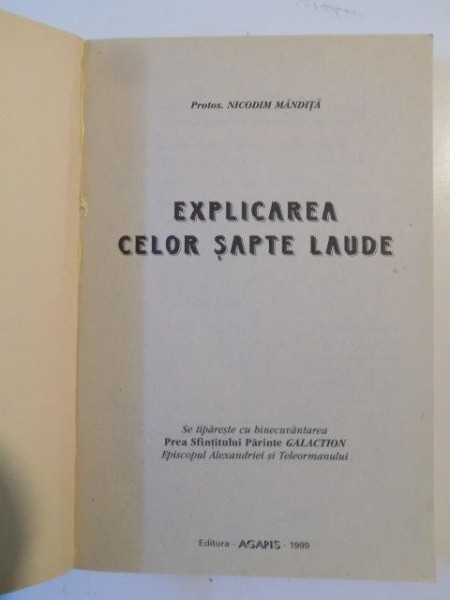 Protos. NICODIM MĂNDIȚĂ
EXPLICAREA
CELOR ȘAPTE LAUDE
Se tipărește cu binecuvântarea
Prea Sfințitului Părinte GALACTION
Episcopul Alexandriei și Teleormanului
Editura - AGAPIS - 1999